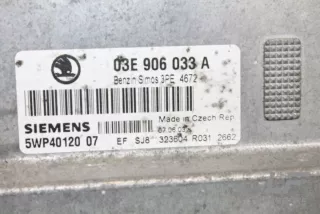 03E 906 033 A
Benzin Simos 3PE 4672
SIEMENS
Made in Czech Rep
5WP40120 07
EF SJ8 323604 R031 2662